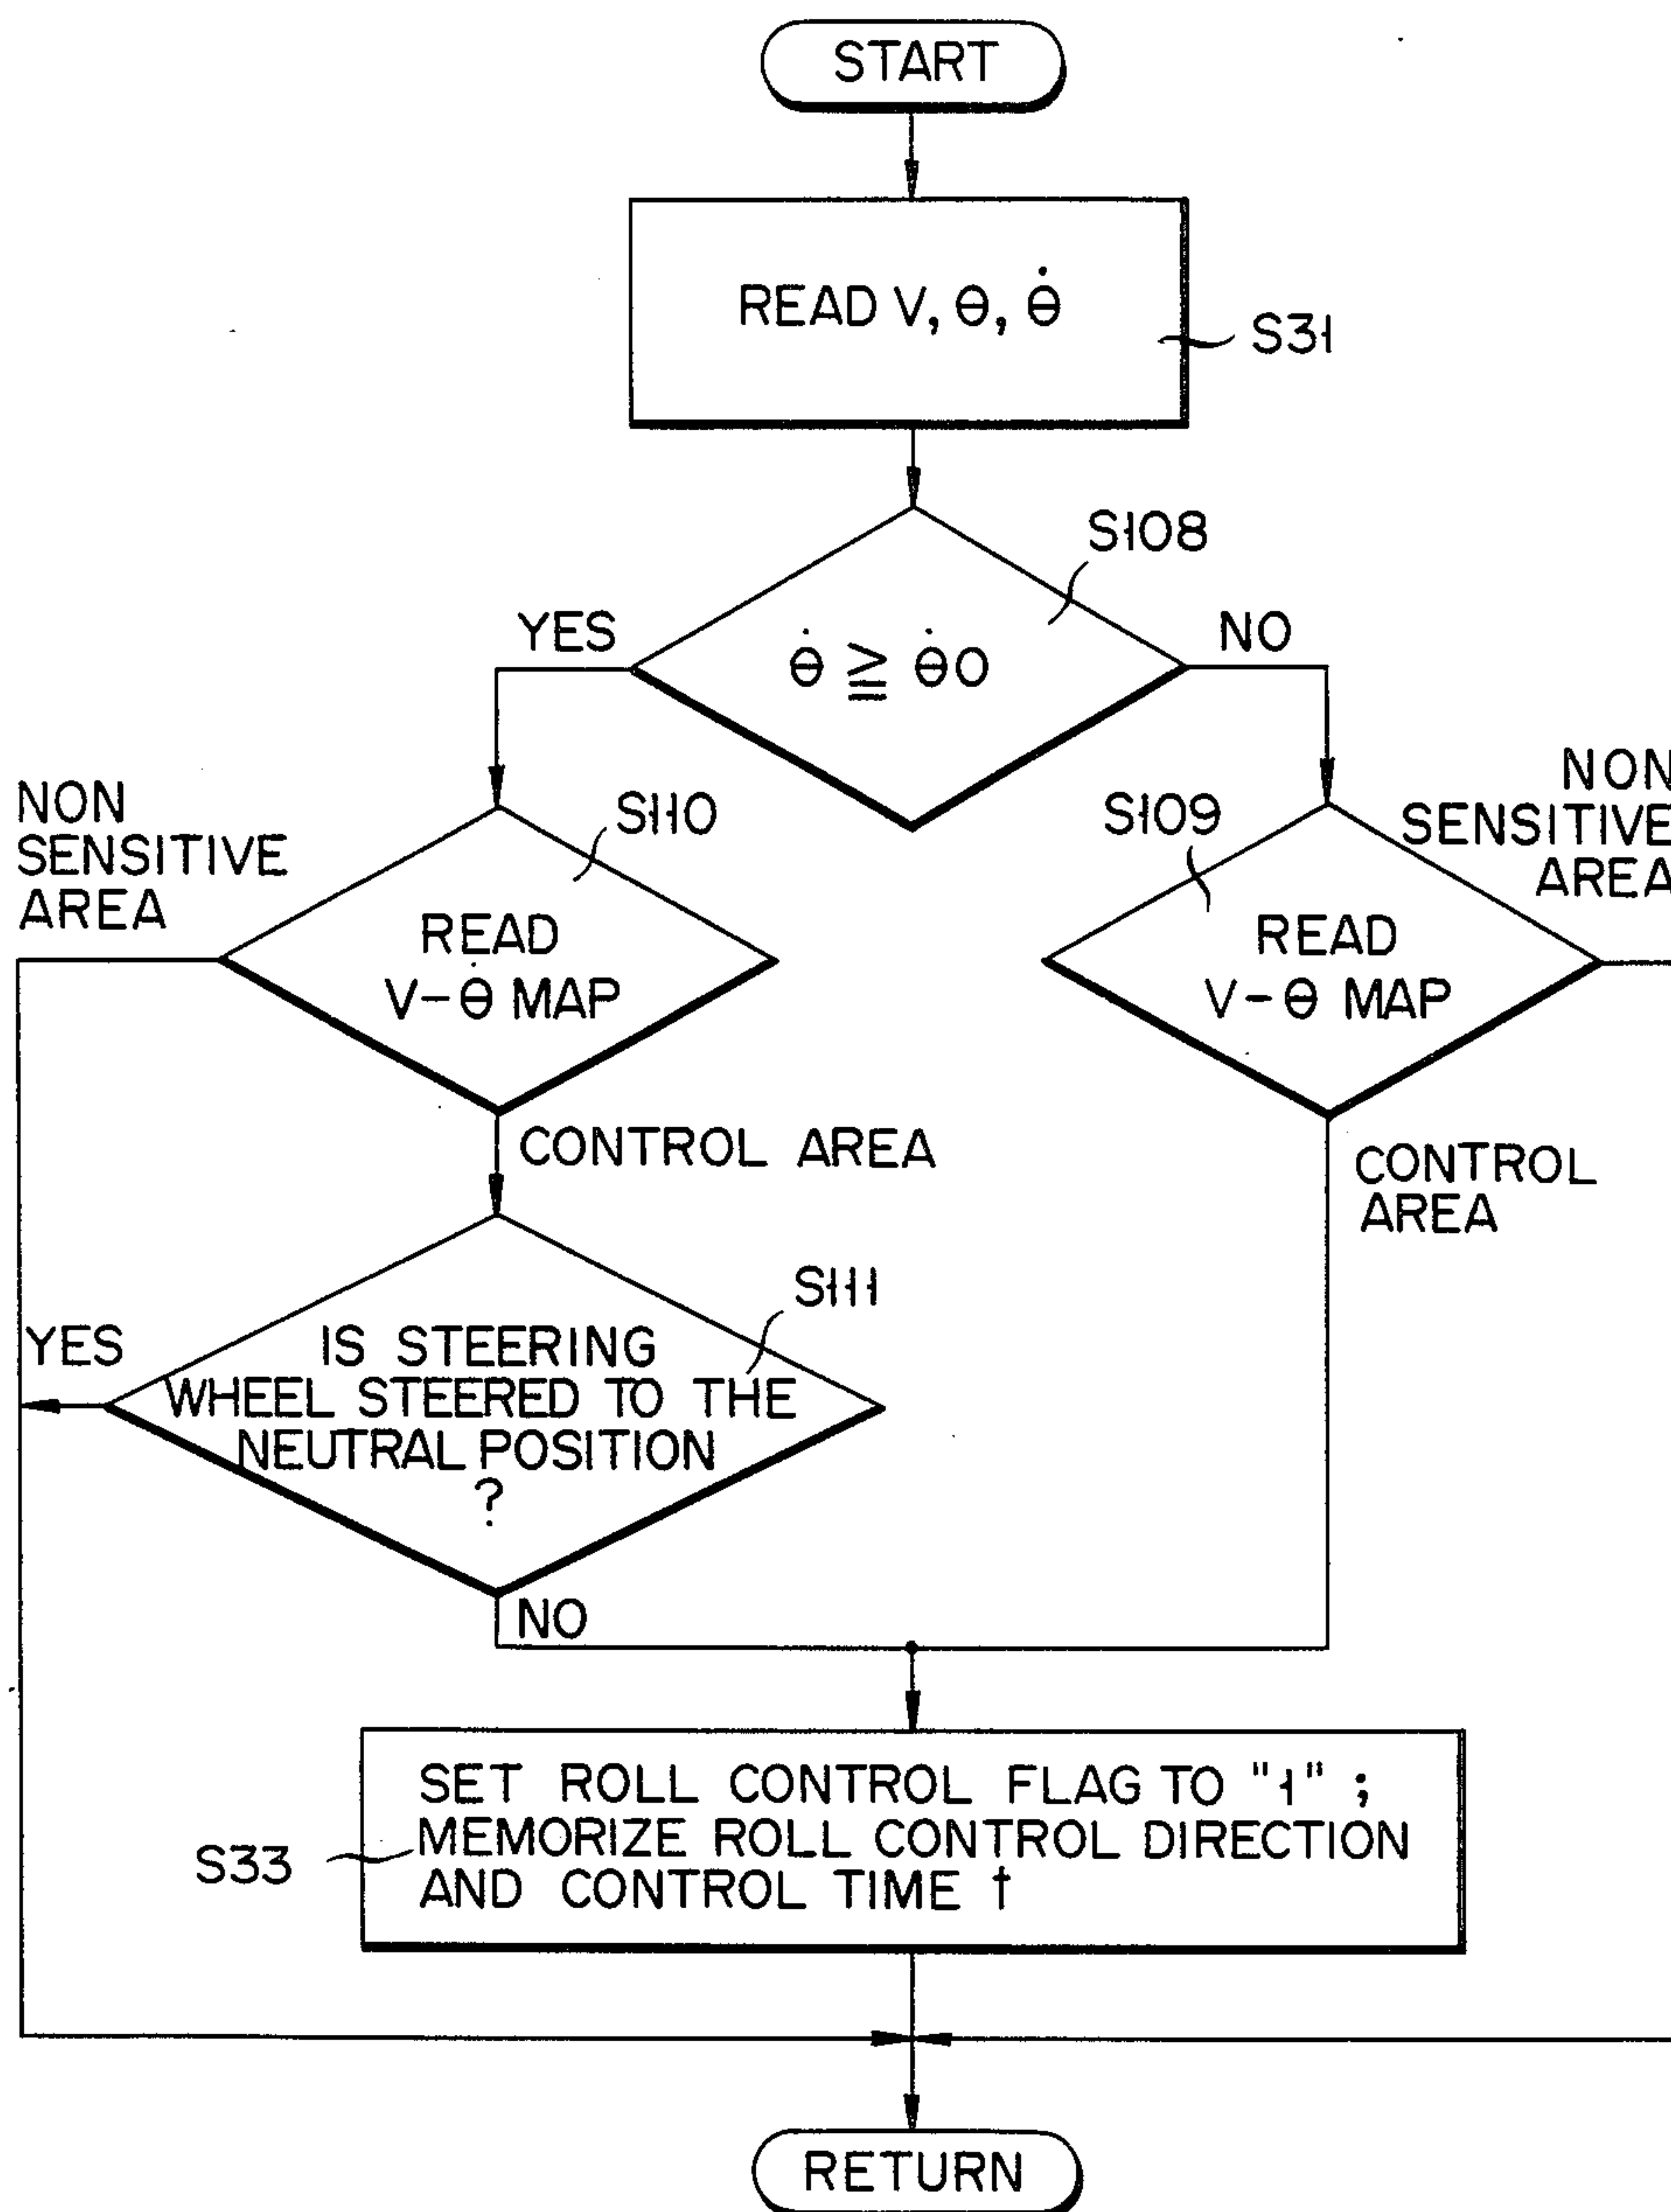 START
READ V, θ, θ̇
S31
S108
YES
NO
θ̇ ≧ θ̇0
NON
SENSITIVE
AREA
S110
READ
V-θ̇ MAP
S109
NON
SENSITIVE
AREA
READ
V-θ MAP
CONTROL AREA
CONTROL
AREA
S111
YES
IS STEERING
WHEEL STEERED TO THE
NEUTRAL POSITION
?
NO
S33
SET ROLL CONTROL FLAG TO "1" ;
MEMORIZE ROLL CONTROL DIRECTION
AND CONTROL TIME t
RETURN